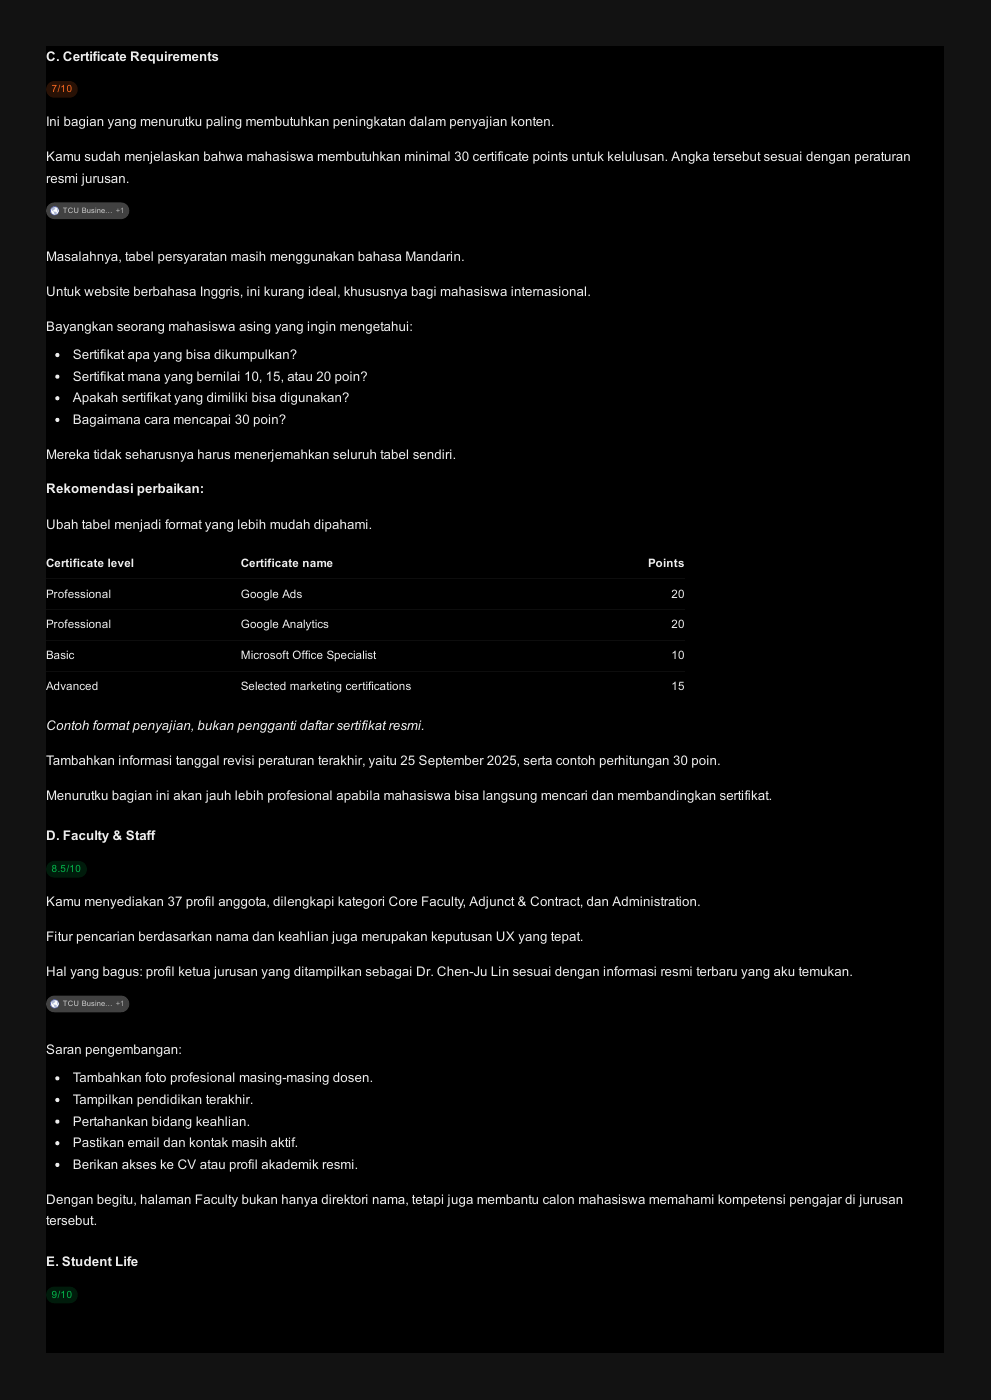 C. Certificate Requirements
7/10
Ini bagian yang menurutku paling membutuhkan peningkatan dalam penyajian konten.
Kamu sudah menjelaskan bahwa mahasiswa membutuhkan minimal 30 certificate points untuk kelulusan. Angka tersebut sesuai dengan peraturan
resmi jurusan.
TCU Busine... +1
Masalahnya, tabel persyaratan masih menggunakan bahasa Mandarin.
Untuk website berbahasa Inggris, ini kurang ideal, khususnya bagi mahasiswa internasional.
Bayangkan seorang mahasiswa asing yang ingin mengetahui:
• Sertifikat apa yang bisa dikumpulkan?
• Sertifikat mana yang bernilai 10, 15, atau 20 poin?
• Apakah sertifikat yang dimiliki bisa digunakan?
• Bagaimana cara mencapai 30 poin?
Mereka tidak seharusnya harus menerjemahkan seluruh tabel sendiri.
Rekomendasi perbaikan:
Ubah tabel menjadi format yang lebih mudah dipahami.
Certificate level Certificate name Points
Professional Google Ads 20
Professional Google Analytics 20
Basic Microsoft Office Specialist 10
Advanced Selected marketing certifications 15
Contoh format penyajian, bukan pengganti daftar sertifikat resmi.
Tambahkan informasi tanggal revisi peraturan terakhir, yaitu 25 September 2025, serta contoh perhitungan 30 poin.
Menurutku bagian ini akan jauh lebih profesional apabila mahasiswa bisa langsung mencari dan membandingkan sertifikat.
D. Faculty & Staff
8.5/10
Kamu menyediakan 37 profil anggota, dilengkapi kategori Core Faculty, Adjunct & Contract, dan Administration.
Fitur pencarian berdasarkan nama dan keahlian juga merupakan keputusan UX yang tepat.
Hal yang bagus: profil ketua jurusan yang ditampilkan sebagai Dr. Chen-Ju Lin sesuai dengan informasi resmi terbaru yang aku temukan.
TCU Busine... +1
Saran pengembangan:
• Tambahkan foto profesional masing-masing dosen.
• Tampilkan pendidikan terakhir.
• Pertahankan bidang keahlian.
• Pastikan email dan kontak masih aktif.
• Berikan akses ke CV atau profil akademik resmi.
Dengan begitu, halaman Faculty bukan hanya direktori nama, tetapi juga membantu calon mahasiswa memahami kompetensi pengajar di jurusan
tersebut.
E. Student Life
9/10